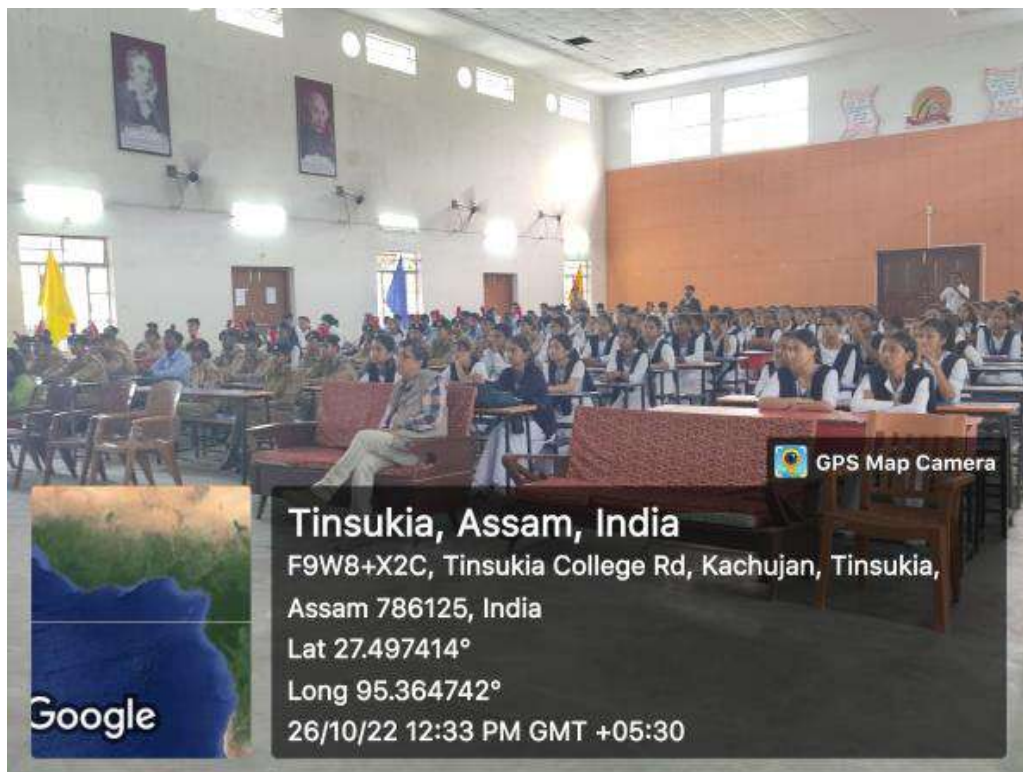 GPS Map Camera
Tinsukia, Assam, India
F9W8+X2C, Tinsukia College Rd, Kachujan, Tinsukia,
Assam 786125, India
Lat 27.497414°
Long 95.364742°
26/10/22 12:33 PM GMT +05:30
Google